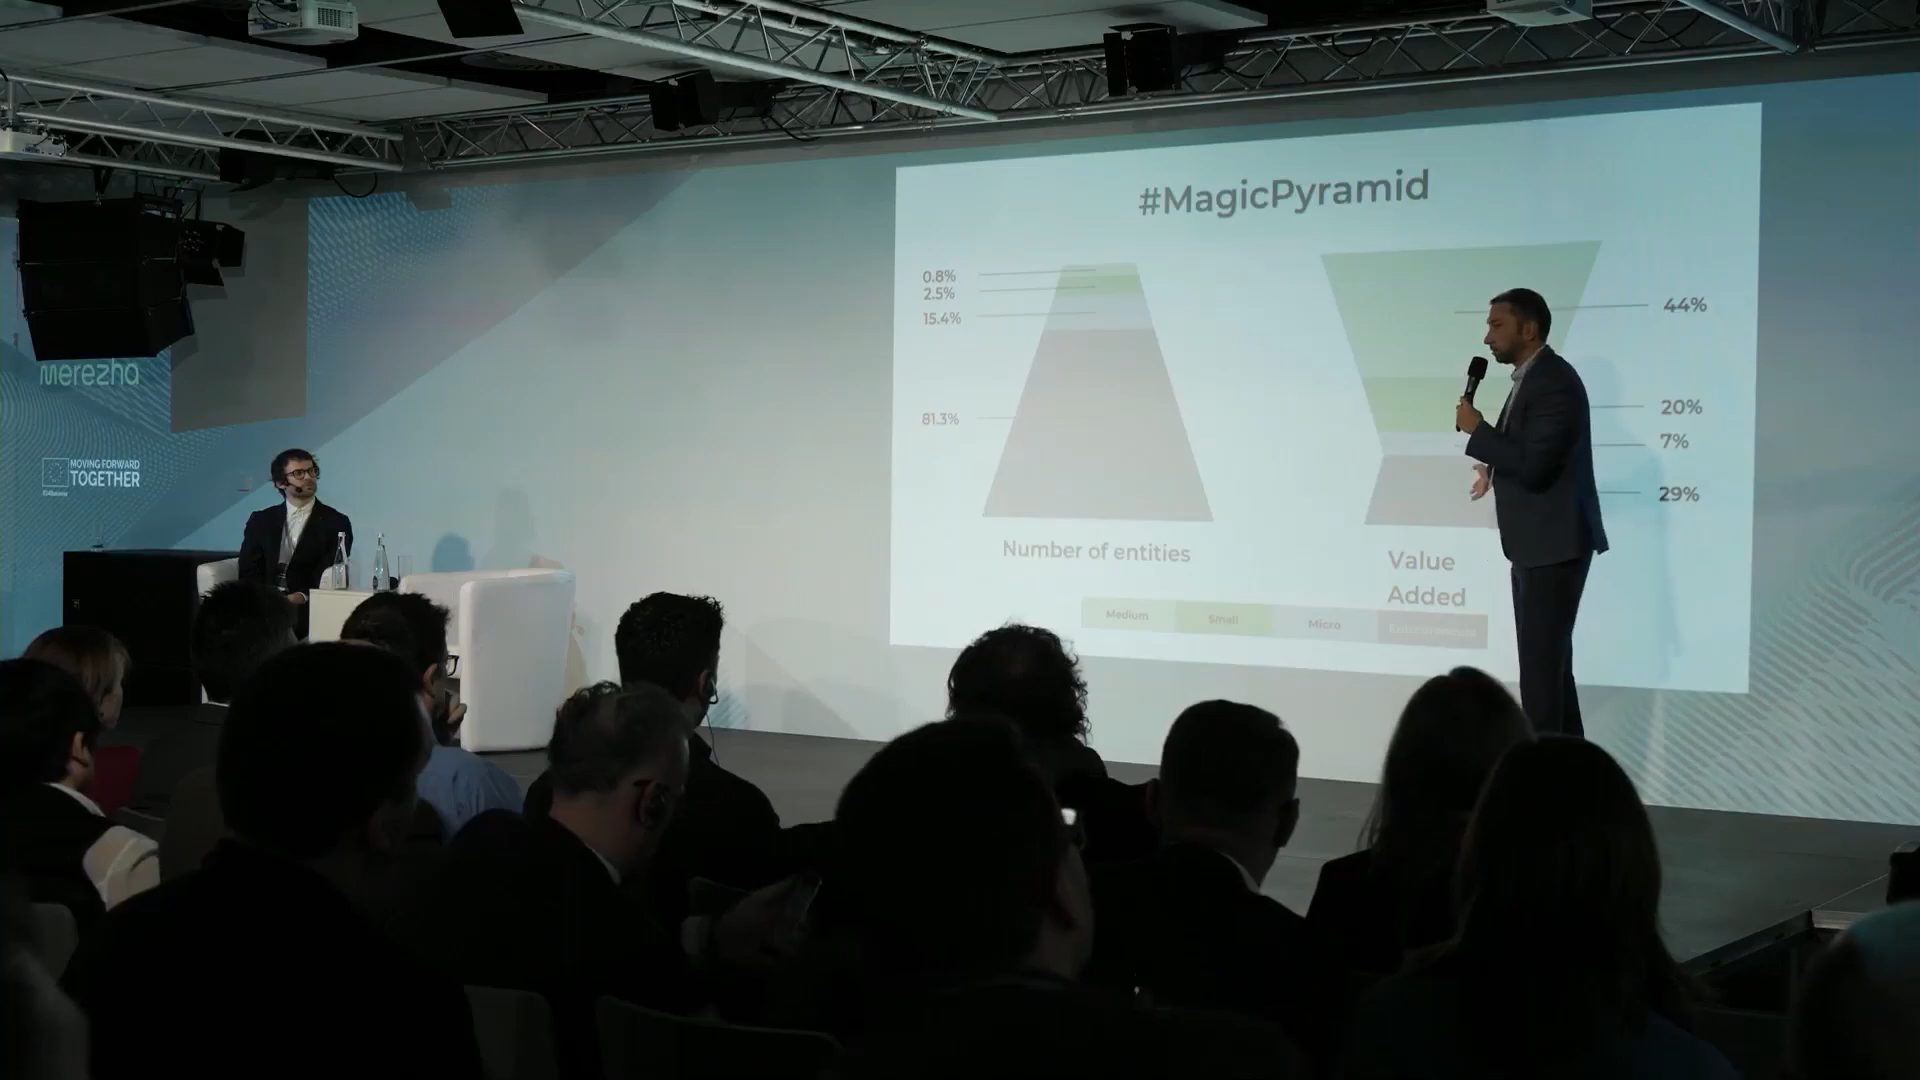 #MagicPyramid
0.8%
2.5%
15.4%
81.3%
44%
20%
7%
29%
Number of entities
Value
Added
Medium
Small
Micro
merezha
MOVING FORWARD
TOGETHER